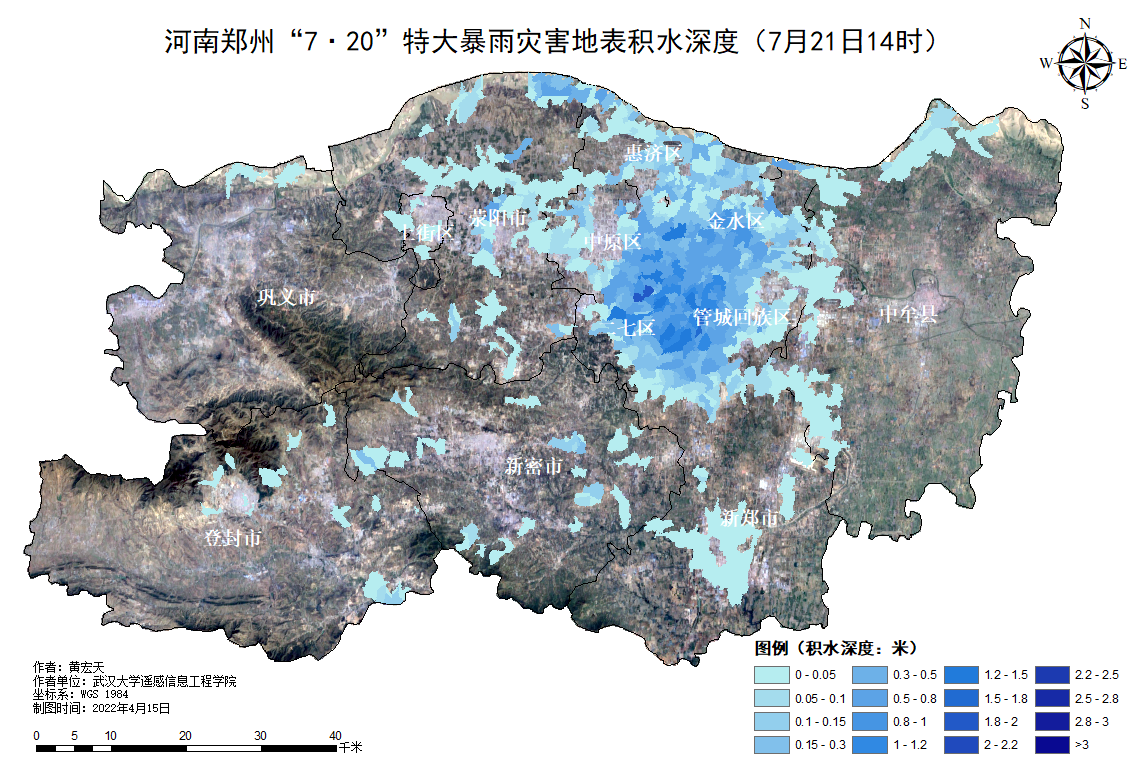 河南郑州“7·20”特大暴雨灾害地表积水深度（7月21日14时）
N
W E
S
惠济区
荥阳市
金水区
上街区
中原区
巩义市
管城回族区
中牟县
七区
新密市
新郑市
登封市
图例（积水深度：米）
0 - 0.05 0.3 - 0.5 1.2 - 1.5 2.2 - 2.5
0.05 - 0.1 0.5 - 0.8 1.5 - 1.8 2.5 - 2.8
0.1 - 0.15 0.8 - 1 1.8 - 2 2.8 - 3
0.15 - 0.3 1 - 1.2 2 - 2.2 >3
作者：黄宏天
作者单位：武汉大学遥感信息工程学院
坐标系：WGS 1984
制图时间：2022年4月15日
0 5 10 20 30 40
千米